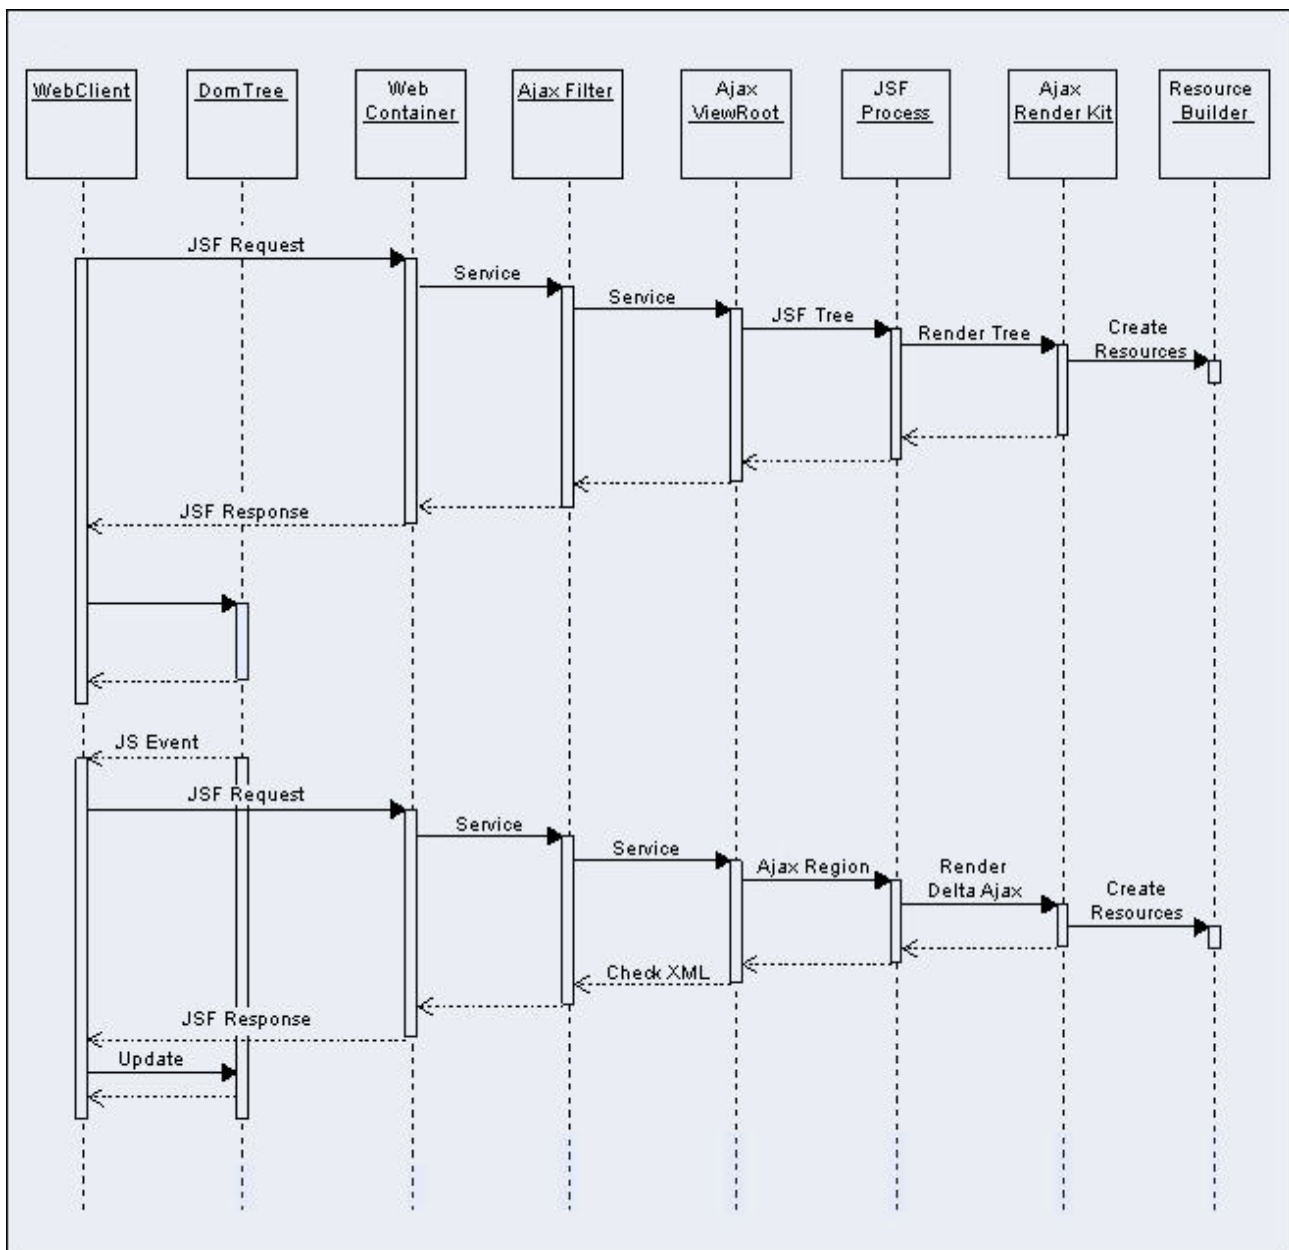 WebClient
DomTree
Web
Container
Ajax Filter
Ajax
ViewRoot
JSF
Process
Ajax
Render Kit
Resource
Builder
JSF Request
Service
Service
JSF Tree
Render Tree
Create
Resources
JSF Response
JS Event
JSF Request
Service
Service
Ajax Region
Render
Delta Ajax
Create
Resources
Check XML
JSF Response
Update